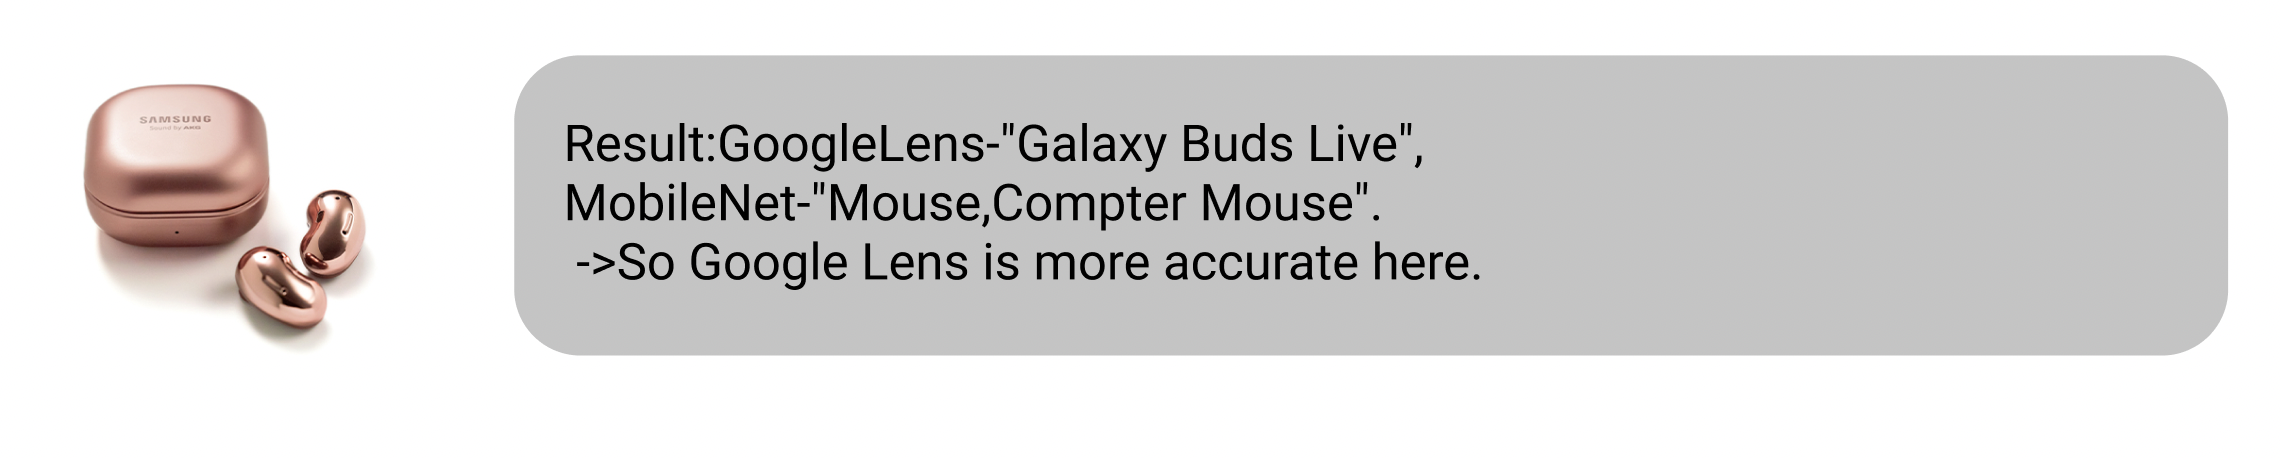 SAMSUNG
Sound by AKG
Result:GoogleLens-"Galaxy Buds Live",
MobileNet-"Mouse,Compter Mouse".
->So Google Lens is more accurate here.